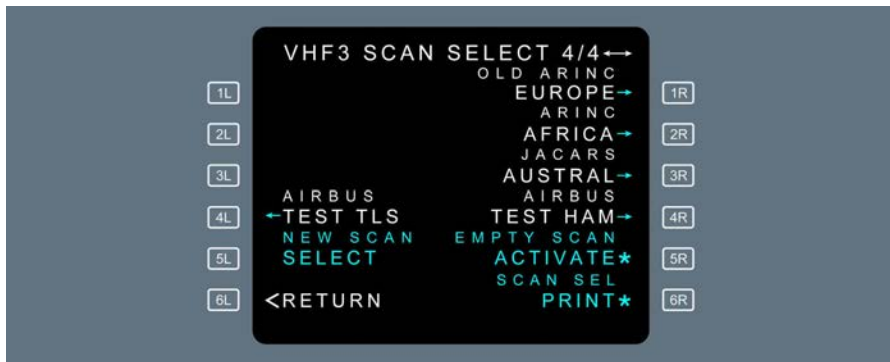 VHF3 SCAN SELECT 4/4↔
OLD ARINC
1L EUROPE→ 1R
ARINC
2L AFRICA→ 2R
JACARS
3L AUSTRAL→ 3R
AIRBUS AIRBUS
4L ←TEST TLS TEST HAM→ 4R
NEW SCAN EMPTY SCAN
5L SELECT ACTIVATE* 5R
SCAN SEL
6L <RETURN PRINT* 6R